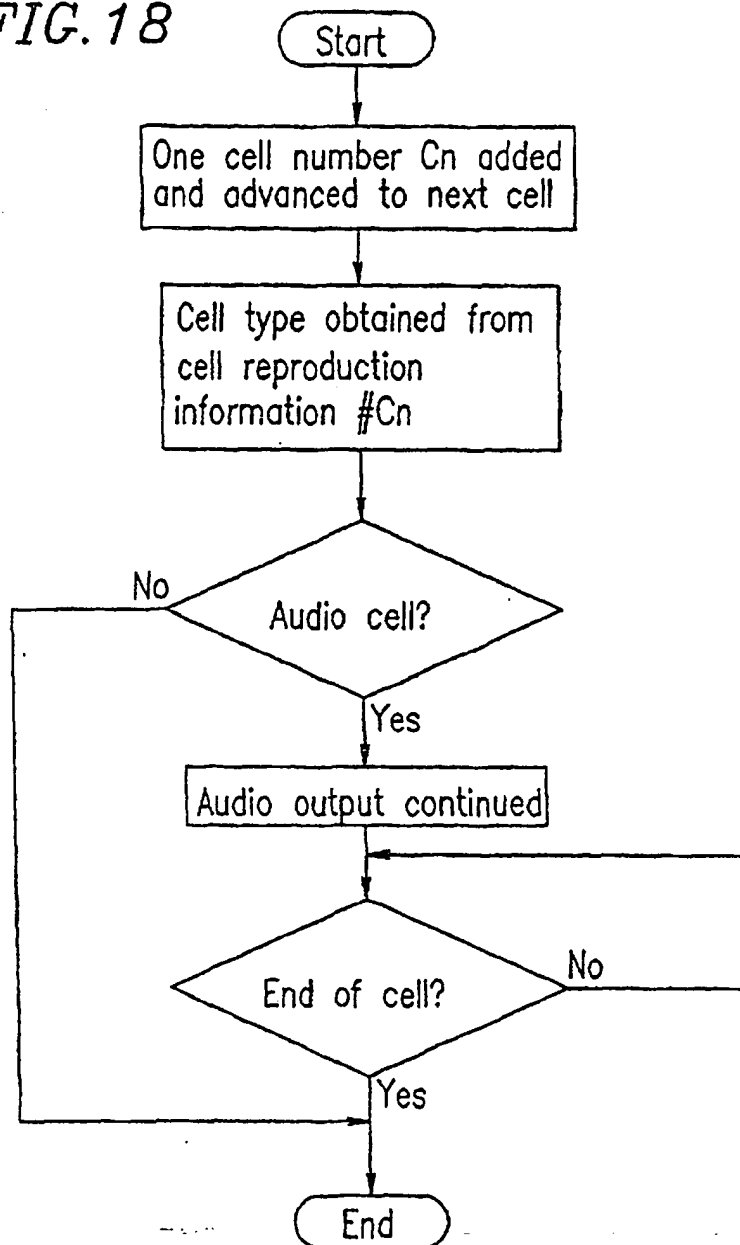 FIG.18
Start
One cell number Cn added
and advanced to next cell
Cell type obtained from
cell reproduction
information #Cn
No
Audio cell?
Yes
Audio output continued
End of cell?
No
Yes
End